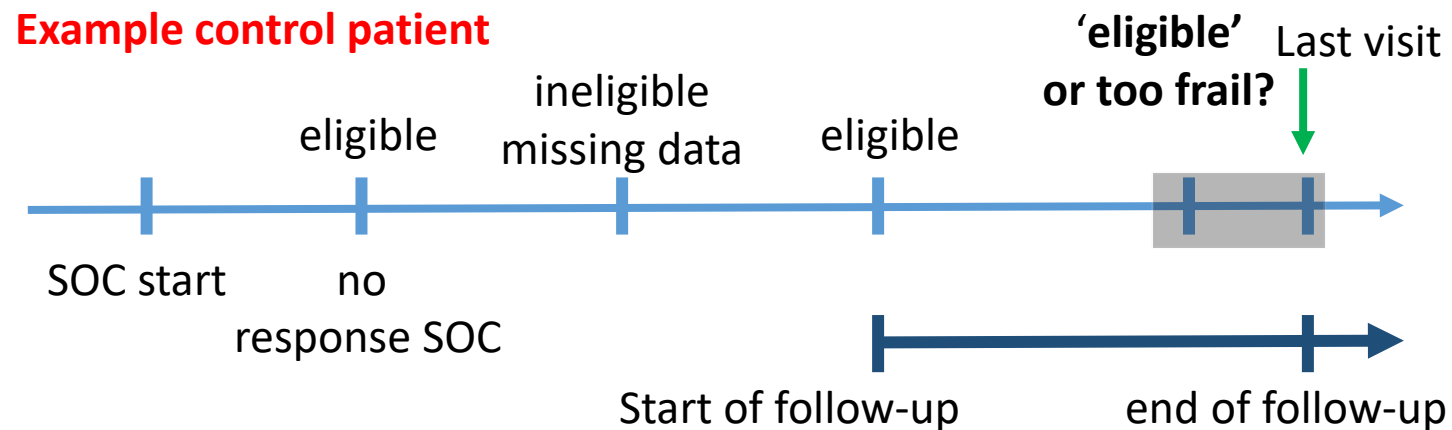 Example control patient
‘eligible’
or too frail?
Last visit
eligible
ineligible
missing data
eligible
SOC start
no
response SOC
Start of follow-up
end of follow-up